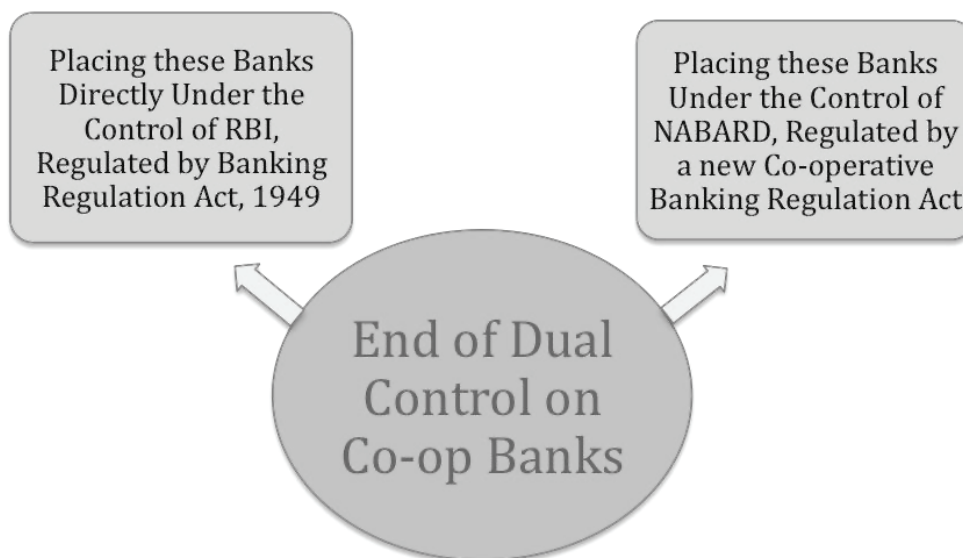 Placing these Banks
Directly Under the
Control of RBI,
Regulated by Banking
Regulation Act, 1949
Placing these Banks
Under the Control of
NABARD, Regulated by
a new Co-operative
Banking Regulation Act
End of Dual
Control on
Co-op Banks